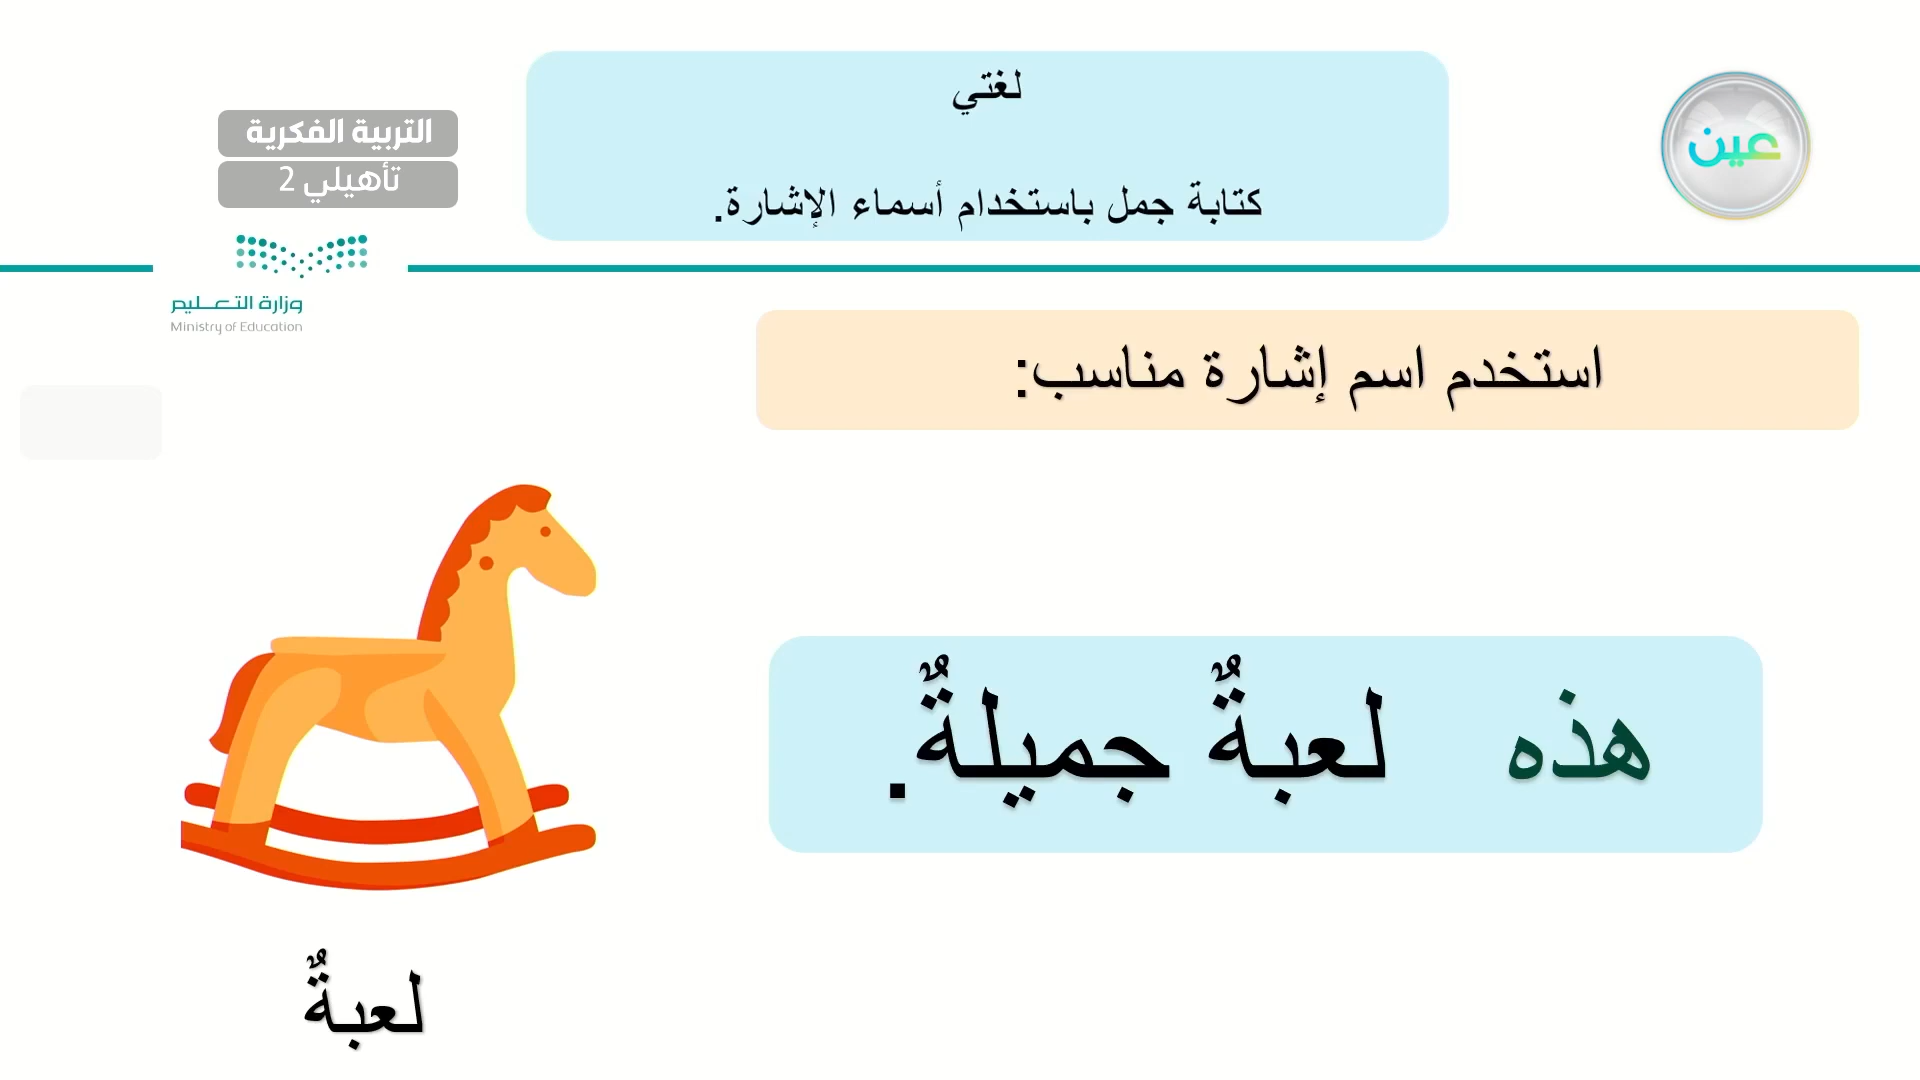 لغتي
كتابة جمل باستخدام أسماء الإشارة.
عين
التربية الفكرية
تأهيلي 2
وزارة التعليم
Ministry of Education
استخدم اسم إشارة مناسب:
هذه لعبةٌ جميلةٌ.
لعبةٌ